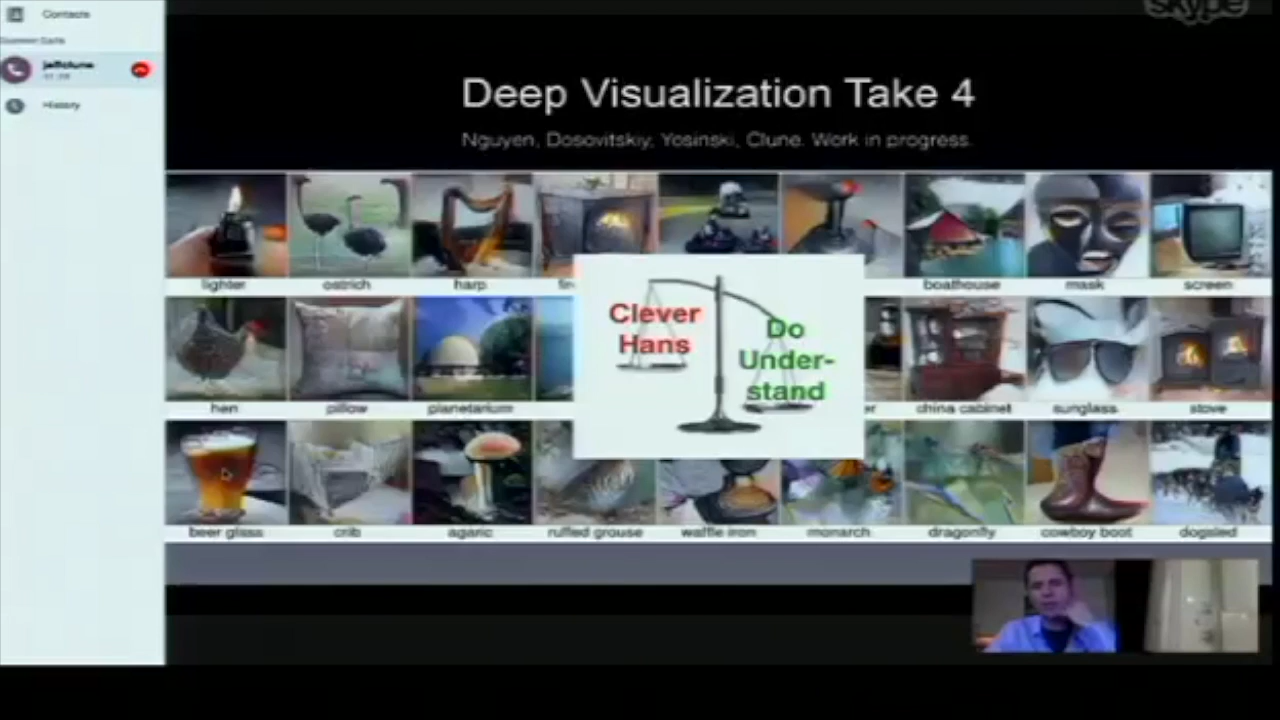 skype
Contacts
jeffclune
History
Deep Visualization Take 4
Nguyen, Dosovitskiy, Yosinski, Clune. Work in progress.
lighter
ostrich
harp
boathouse
mask
screen
Clever
Hans
Do
Under-
stand
hen
pillow
planetarium
china cabinet
sunglass
stove
beer glass
crib
agaric
ruffed grouse
waffle iron
monarch
dragonfly
cowboy boot
dogsled